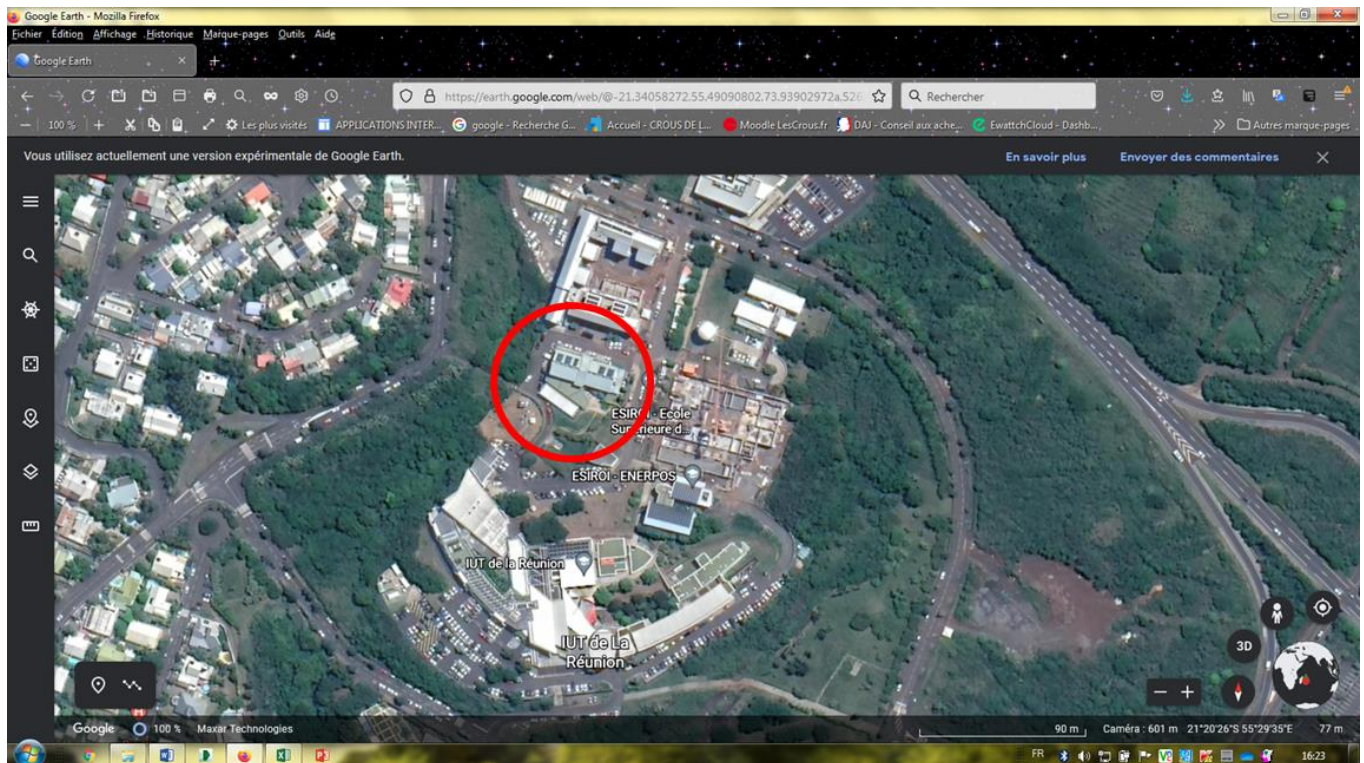 Google Earth - Mozilla Firefox
Fichier Édition Affichage Historique Marque-pages Outils Aide
Google Earth
https://earth.google.com/web/@-21.34058272,55.49090802,73.93902972a,526
Rechercher
100 %
Les plus visités
APPLICATIONS INTER...
google - Recherche G...
Accueil - CROUS DE L...
Moodle LesCrous.fr
DAJ - Conseil aux ache...
EwattchCloud - Dashb...
Autres marque-pages
Vous utilisez actuellement une version expérimentale de Google Earth.
En savoir plus
Envoyer des commentaires
ESIROI - Ecole
Supérieure d...
ESIROI - ENERPOS
IUT de la Réunion
IUT de La
Réunion
3D
Google
100 %
Maxar Technologies
90 m
Caméra : 601 m
21°20'26"S 55°29'35"E
77 m
FR
16:23